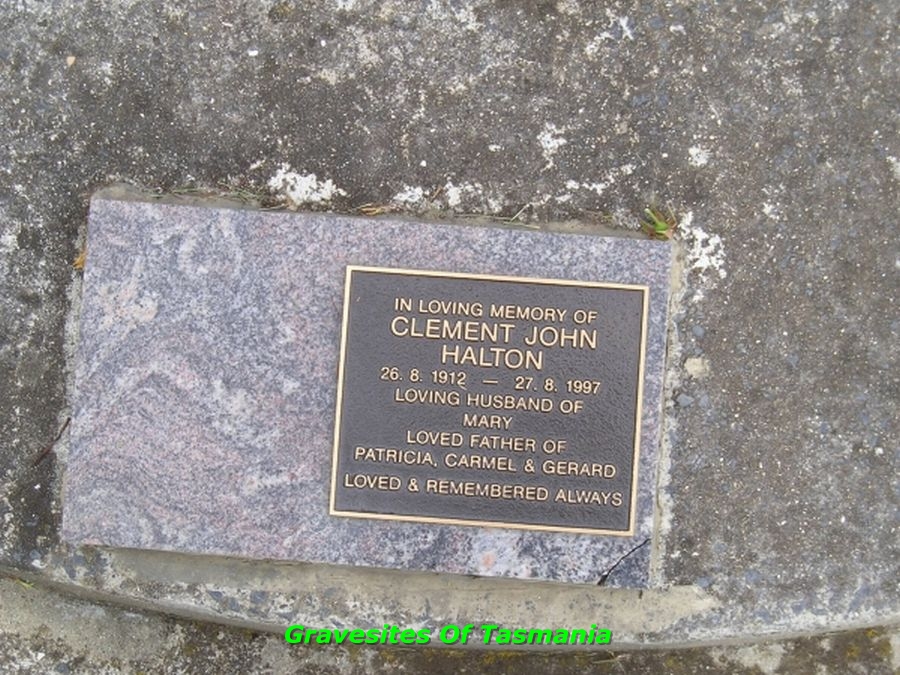 IN LOVING MEMORY OF
CLEMENT JOHN
HALTON
26. 8. 1912 — 27. 8. 1997
LOVING HUSBAND OF
MARY
LOVED FATHER OF
PATRICIA, CARMEL & GERARD
LOVED & REMEMBERED ALWAYS
Gravesites Of Tasmania